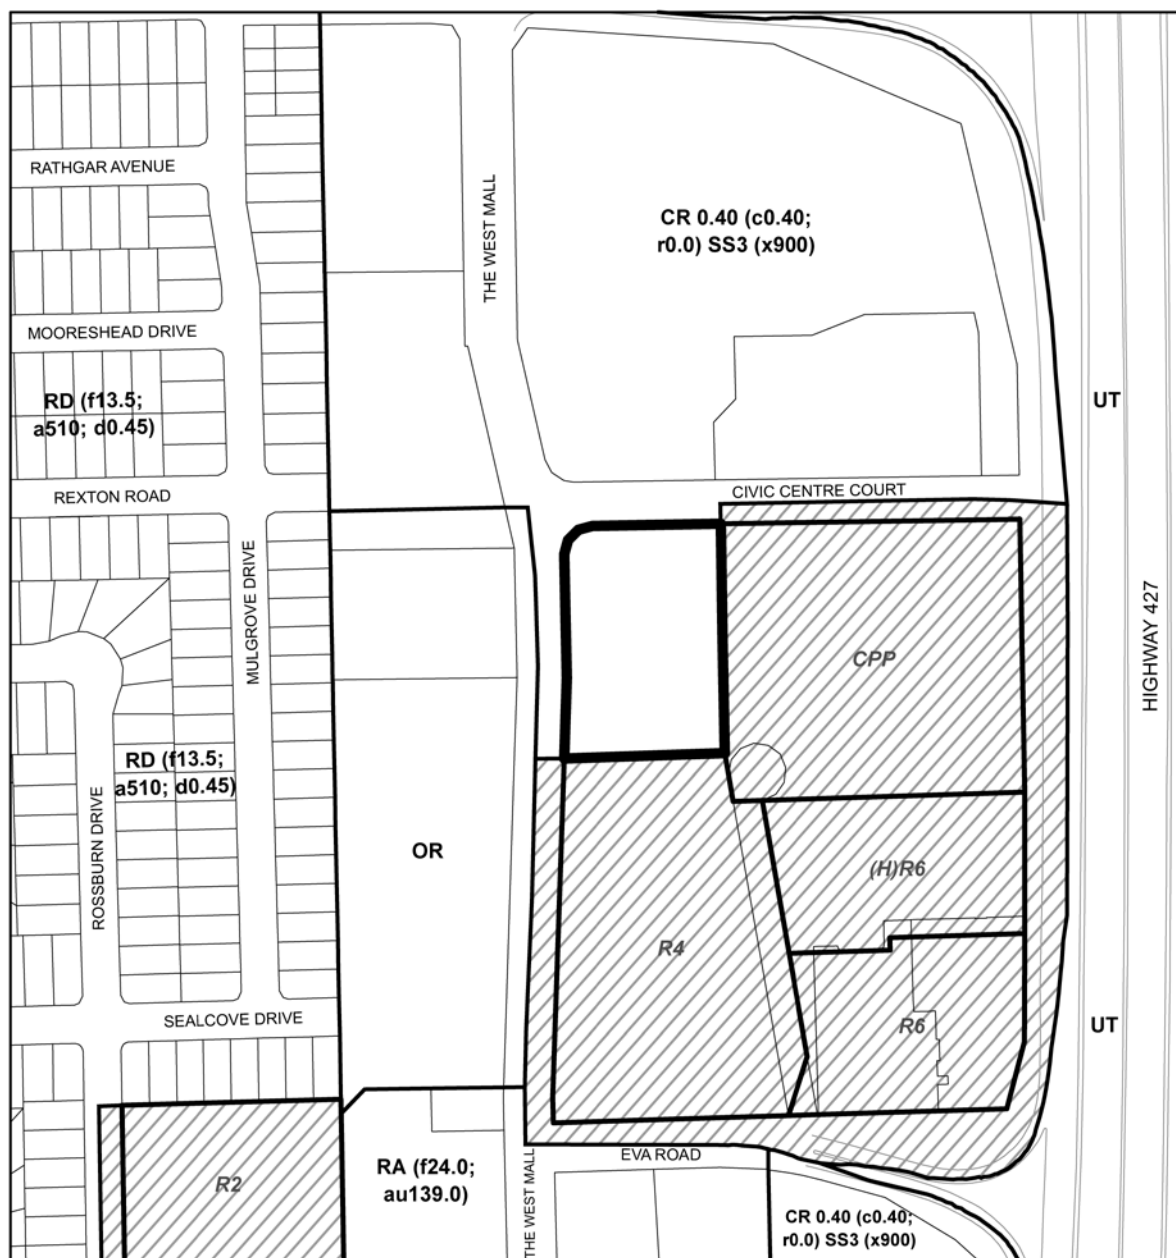 RATHGAR AVENUE
THE WEST MALL
CR 0.40 (c0.40;
r0.0) SS3 (x900)
MOORESHEAD DRIVE
RD (f13.5;
a510; d0.45)
UT
REXTON ROAD
CIVIC CENTRE COURT
MULGROVE DRIVE
HIGHWAY 427
CPP
RD (f13.5;
a510; d0.45)
ROSSBURN DRIVE
OR
(H)R6
R4
SEALCOVE DRIVE
R6
UT
EVA ROAD
RA (f24.0;
au139.0)
R2
THE WEST MALL
CR 0.40 (c0.40;
r0.0) SS3 (x900)